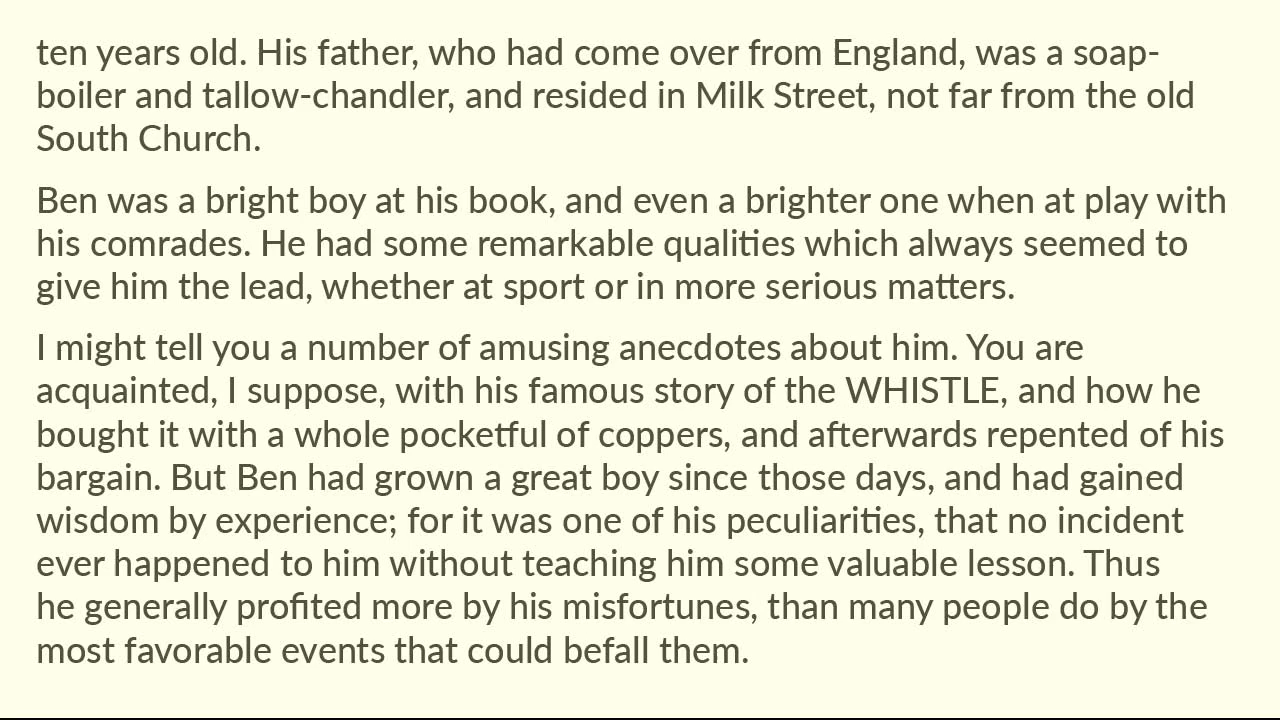 ten years old. His father, who had come over from England, was a soap-
boiler and tallow-chandler, and resided in Milk Street, not far from the old
South Church.
Ben was a bright boy at his book, and even a brighter one when at play with
his comrades. He had some remarkable qualities which always seemed to
give him the lead, whether at sport or in more serious matters.
I might tell you a number of amusing anecdotes about him. You are
acquainted, I suppose, with his famous story of the WHISTLE, and how he
bought it with a whole pocketful of coppers, and afterwards repented of his
bargain. But Ben had grown a great boy since those days, and had gained
wisdom by experience; for it was one of his peculiarities, that no incident
ever happened to him without teaching him some valuable lesson. Thus
he generally profited more by his misfortunes, than many people do by the
most favorable events that could befall them.